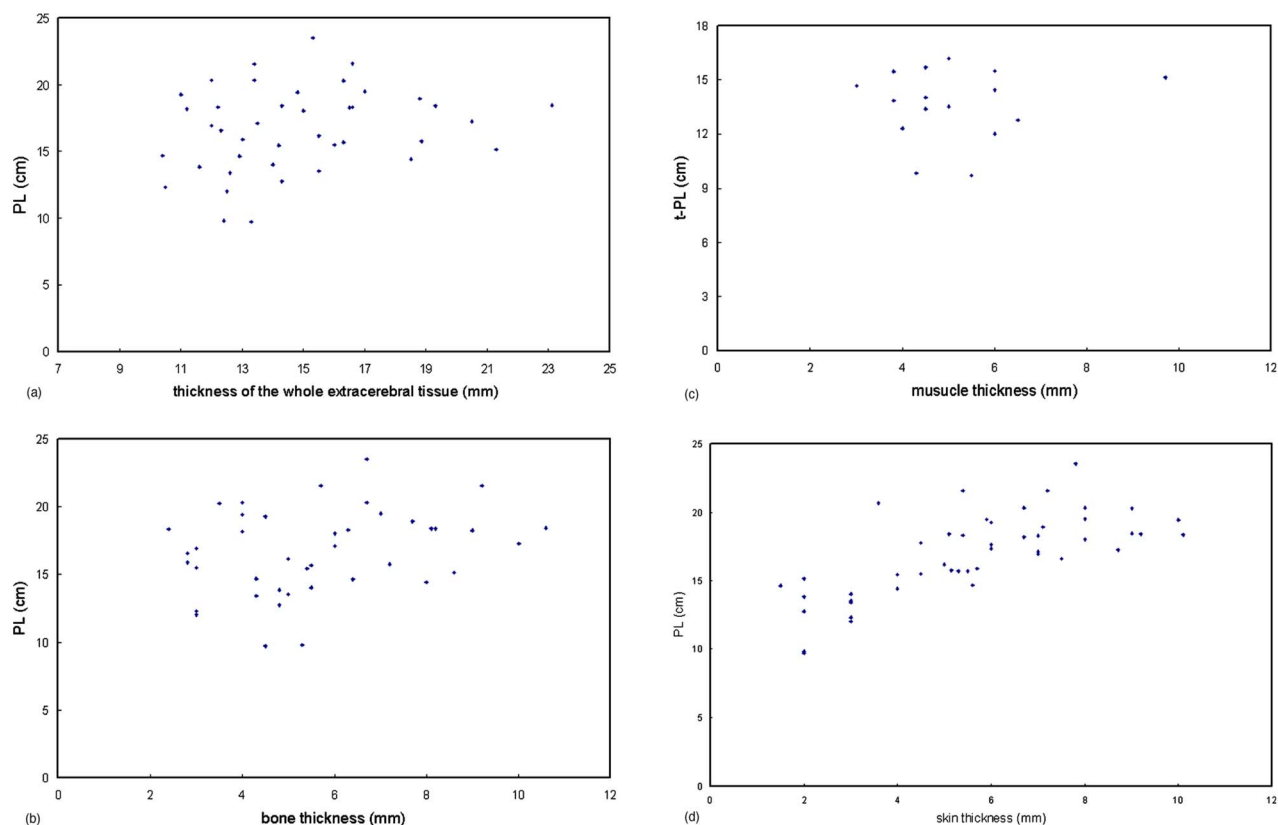 25
20
15
10
5
0
PL (cm)
7 9 11 13 15 17 19 21 23 25
(a) thickness of the whole extracerebral tissue (mm)
18
15
12
9
6
3
0
t-PL (cm)
0 2 4 6 8 10 12
(c) musucle thickness (mm)
25
20
15
10
5
0
PL (cm)
0 2 4 6 8 10 12
(b) bone thickness (mm)
25
20
15
10
5
0
PL (cm)
0 2 4 6 8 10 12
(d) skin thickness (mm)